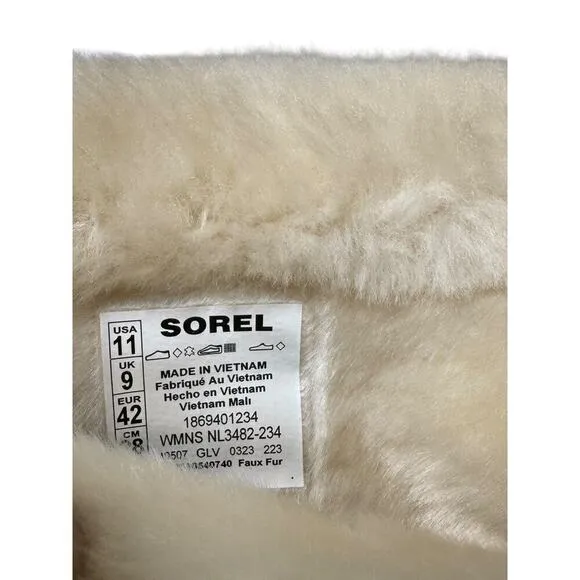 SOREL
USA
11
UK
9
EUR
42
CM
MADE IN VIETNAM
Fabriqué Au Vietnam
Hecho en Vietnam
Vietnam Malı
1869401234
WMNS NL3482-234
GLV 0323 223
Faux Fur